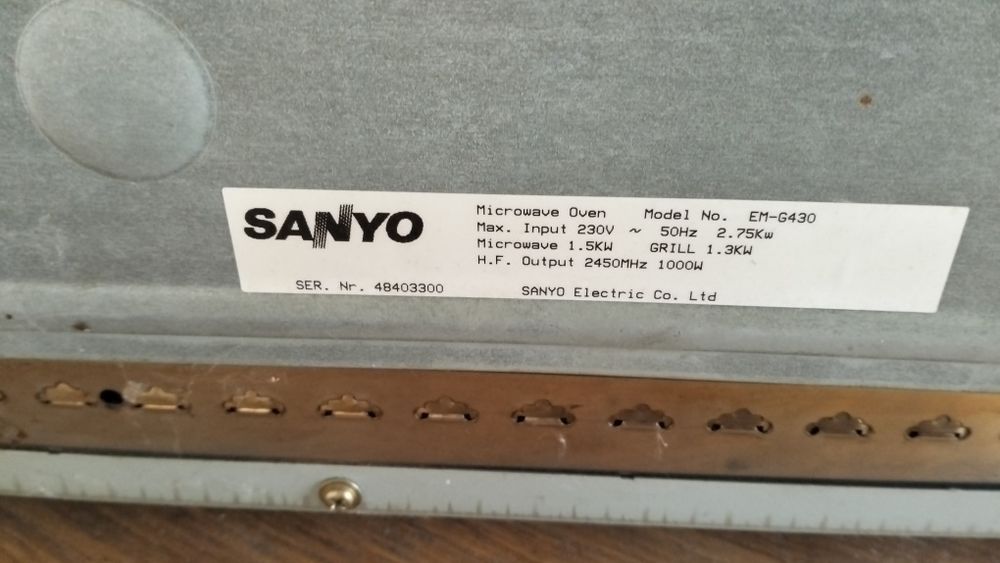 SANYO
Microwave Oven Model No. EM-G430
Max. Input 230V ~ 50Hz 2.75Kw
Microwave 1.5KW GRILL 1.3KW
H.F. Output 2450MHz 1000W
SER. Nr. 48403300 SANYO Electric Co. Ltd